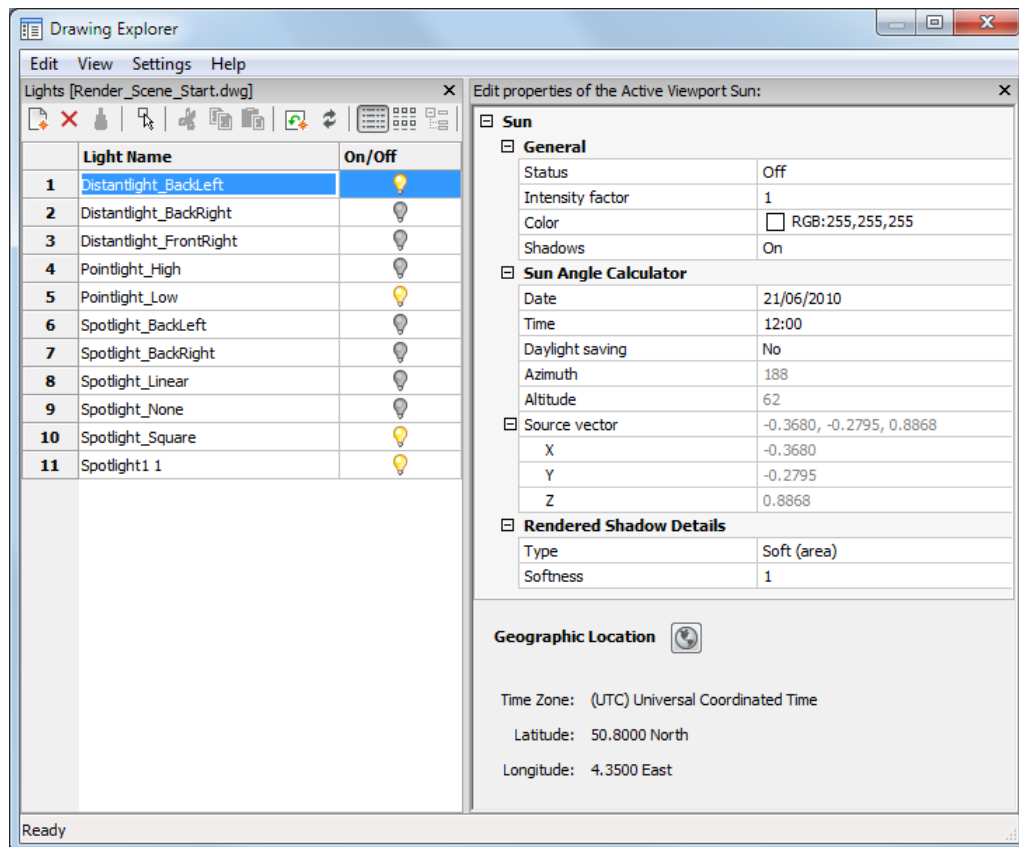 Drawing Explorer
Edit View Settings Help
Lights [Render_Scene_Start.dwg]
Light Name On/Off
1 Distantlight_BackLeft
2 Distantlight_BackRight
3 Distantlight_FrontRight
4 Pointlight_High
5 Pointlight_Low
6 Spotlight_BackLeft
7 Spotlight_BackRight
8 Spotlight_Linear
9 Spotlight_None
10 Spotlight_Square
11 Spotlight1 1
Edit properties of the Active Viewport Sun:
Sun
General
Status Off
Intensity factor 1
Color RGB:255,255,255
Shadows On
Sun Angle Calculator
Date 21/06/2010
Time 12:00
Daylight saving No
Azimuth 188
Altitude 62
Source vector -0.3680, -0.2795, 0.8868
X -0.3680
Y -0.2795
Z 0.8868
Rendered Shadow Details
Type Soft (area)
Softness 1
Geographic Location
Time Zone: (UTC) Universal Coordinated Time
Latitude: 50.8000 North
Longitude: 4.3500 East
Ready